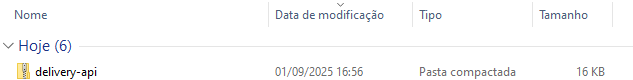 Nome Data de modificação Tipo Tamanho
Hoje (6)
delivery-api 01/09/2025 16:56 Pasta compactada 16 KB